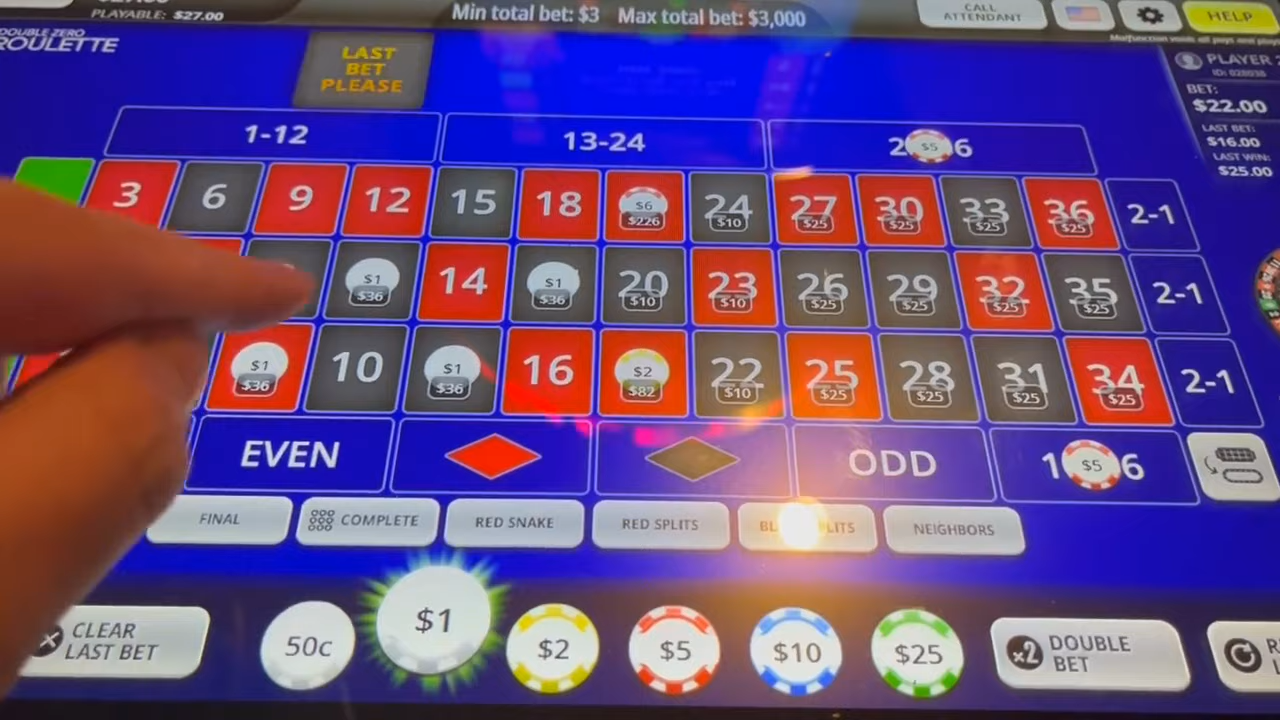 PLAYABLE: $27.00
Min total bet: $3 Max total bet: $3,000
CALL
ATTENDANT
HELP
DOUBLE ZERO
ROULETTE
LAST
BET
PLEASE
PLAYER
BET:
$22.00
LAST BET:
$16.00
LAST WIN:
$25.00
1-12
13-24
2 $5 6
3 6 9 12 15 18 $6 24 27 30 33 36 2-1
$226 $10 $25 $25 $25 $25
$1 14 $1 20 23 26 29 32 35 2-1
$36 $36 $10 $10 $25 $25 $25 $25
$1 10 $1 16 $2 22 25 28 31 34 2-1
$36 $36 $82 $10 $25 $25 $25 $25
EVEN
ODD
1 $5 6
FINAL
COMPLETE
RED SNAKE
RED SPLITS
NEIGHBORS
CLEAR
LAST BET
50c
$1
$2
$5
$10
$25
x2
DOUBLE
BET